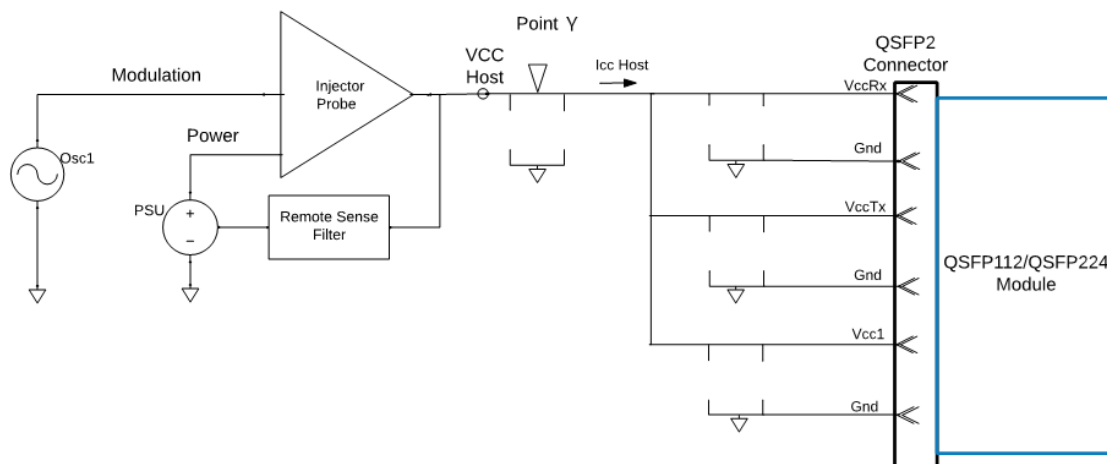 Point Y
QSFP2
Connector
VCC
Host
Icc Host
Modulation
Injector
Probe
VccRx
Power
Gnd
Osc1
PSU
+
−
Remote Sense
Filter
VccTx
Gnd
QSFP112/QSFP224
Module
Vcc1
Gnd